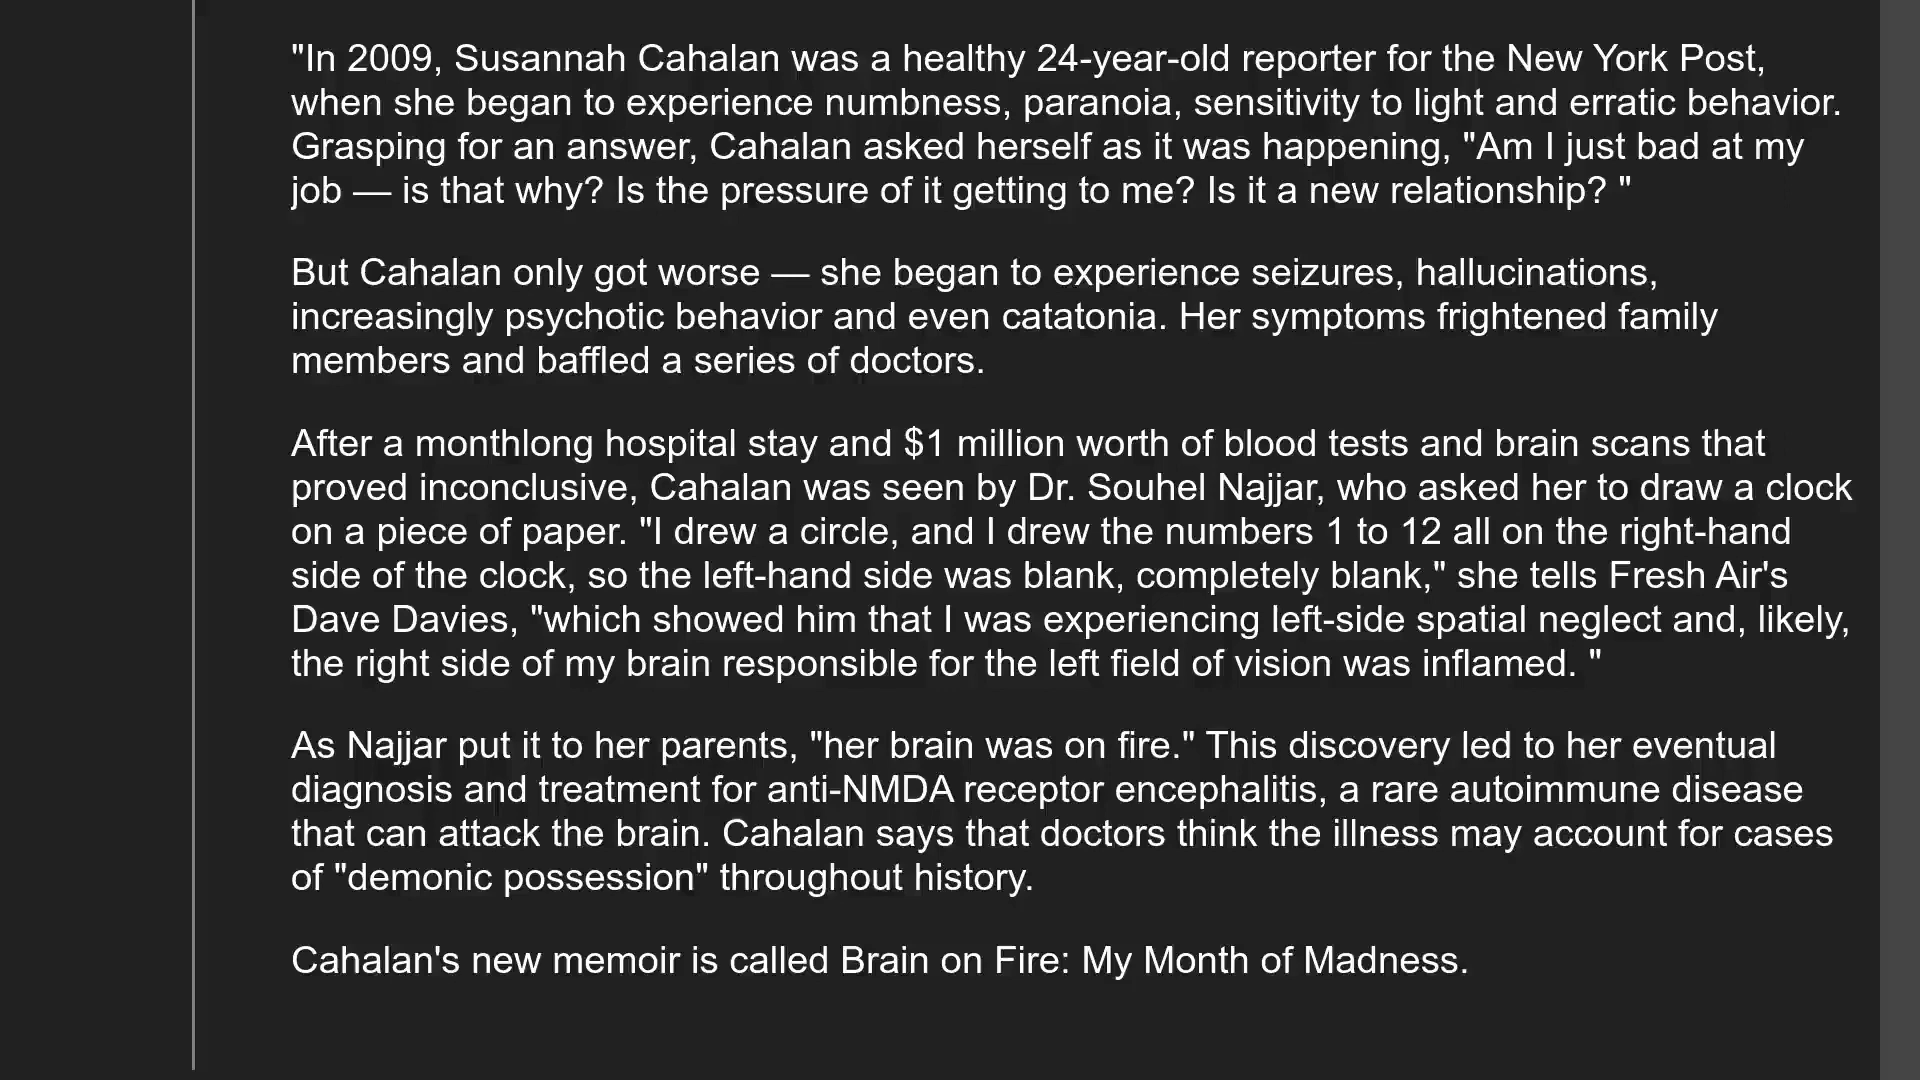 "In 2009, Susannah Cahalan was a healthy 24-year-old reporter for the New York Post,
when she began to experience numbness, paranoia, sensitivity to light and erratic behavior.
Grasping for an answer, Cahalan asked herself as it was happening, "Am I just bad at my
job — is that why? Is the pressure of it getting to me? Is it a new relationship? "
But Cahalan only got worse — she began to experience seizures, hallucinations,
increasingly psychotic behavior and even catatonia. Her symptoms frightened family
members and baffled a series of doctors.
After a monthlong hospital stay and $1 million worth of blood tests and brain scans that
proved inconclusive, Cahalan was seen by Dr. Souhel Najjar, who asked her to draw a clock
on a piece of paper. "I drew a circle, and I drew the numbers 1 to 12 all on the right-hand
side of the clock, so the left-hand side was blank, completely blank," she tells Fresh Air's
Dave Davies, "which showed him that I was experiencing left-side spatial neglect and, likely,
the right side of my brain responsible for the left field of vision was inflamed. "
As Najjar put it to her parents, "her brain was on fire." This discovery led to her eventual
diagnosis and treatment for anti-NMDA receptor encephalitis, a rare autoimmune disease
that can attack the brain. Cahalan says that doctors think the illness may account for cases
of "demonic possession" throughout history.
Cahalan's new memoir is called Brain on Fire: My Month of Madness.